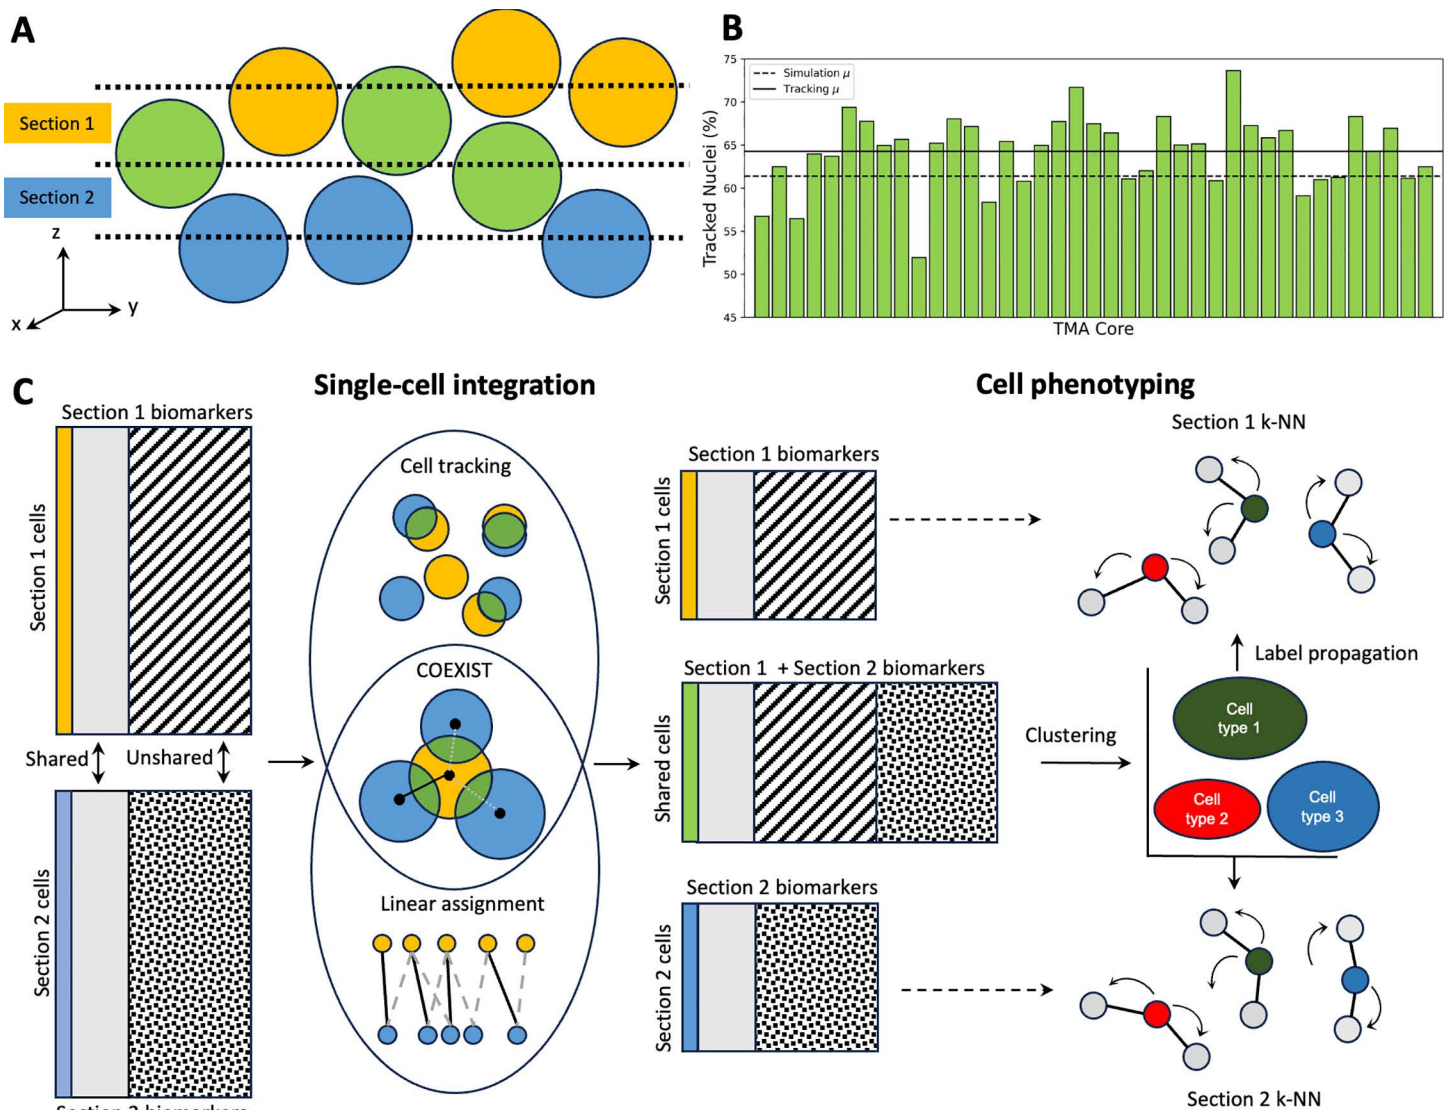 A
Section 1
Section 2
z
y
x
B
75
70
65
60
55
50
45
Tracked Nuclei (%)
Simulation μ
Tracking μ
TMA Core
C
Single-cell integration
Cell phenotyping
Section 1 biomarkers
Section 1 cells
Shared
Unshared
Section 2 cells
Section 2 biomarkers
Cell tracking
COEXIST
Linear assignment
Section 1 biomarkers
Section 1 cells
Section 1 + Section 2 biomarkers
Shared cells
Section 2 biomarkers
Section 2 cells
Clustering
Section 1 k-NN
Label propagation
Cell
type 1
Cell
type 2
Cell
type 3
Section 2 k-NN